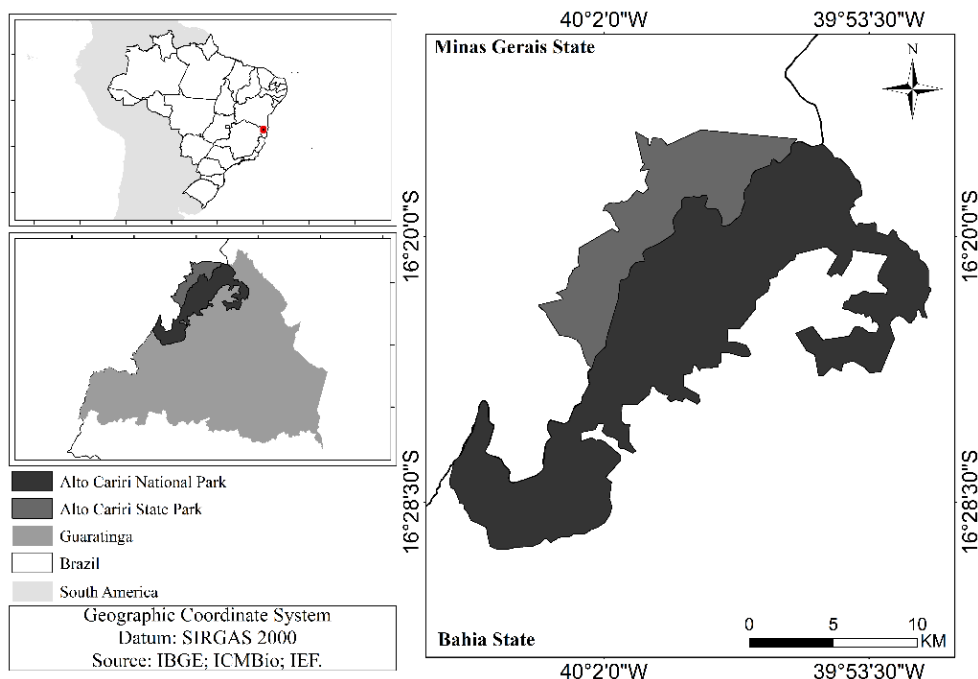 40°2'0"W
39°53'30"W
Minas Gerais State
N
16°20'0"S
16°20'0"S
Alto Cariri National Park
Alto Cariri State Park
Guaratinga
Brazil
South America
Geographic Coordinate System
Datum: SIRGAS 2000
Source: IBGE; ICMBio; IEF.
16°28'30"S
16°28'30"S
Bahia State
0 5 10
KM
40°2'0"W
39°53'30"W